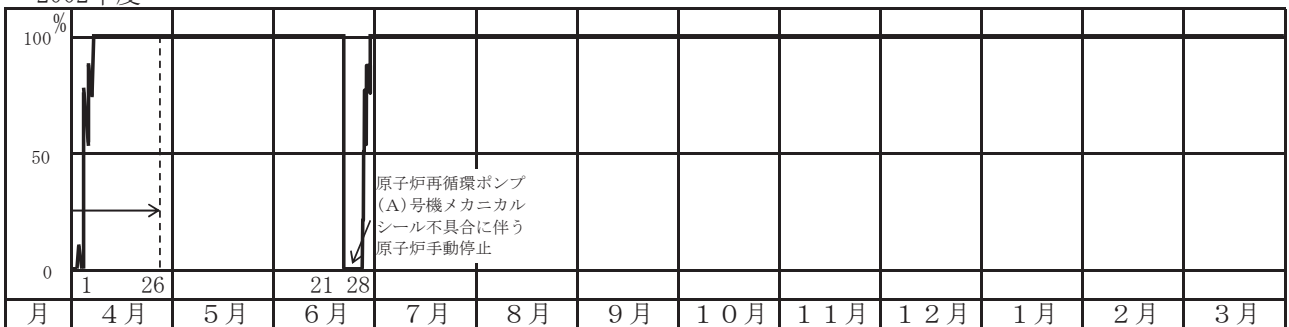 2002年度
%
100
50
原子炉再循環ポンプ
(A)号機メカニカル
シール不具合に伴う
原子炉手動停止
0
1 26 21 28
月 4月 5月 6月 7月 8月 9月 10月 11月 12月 1月 2月 3月